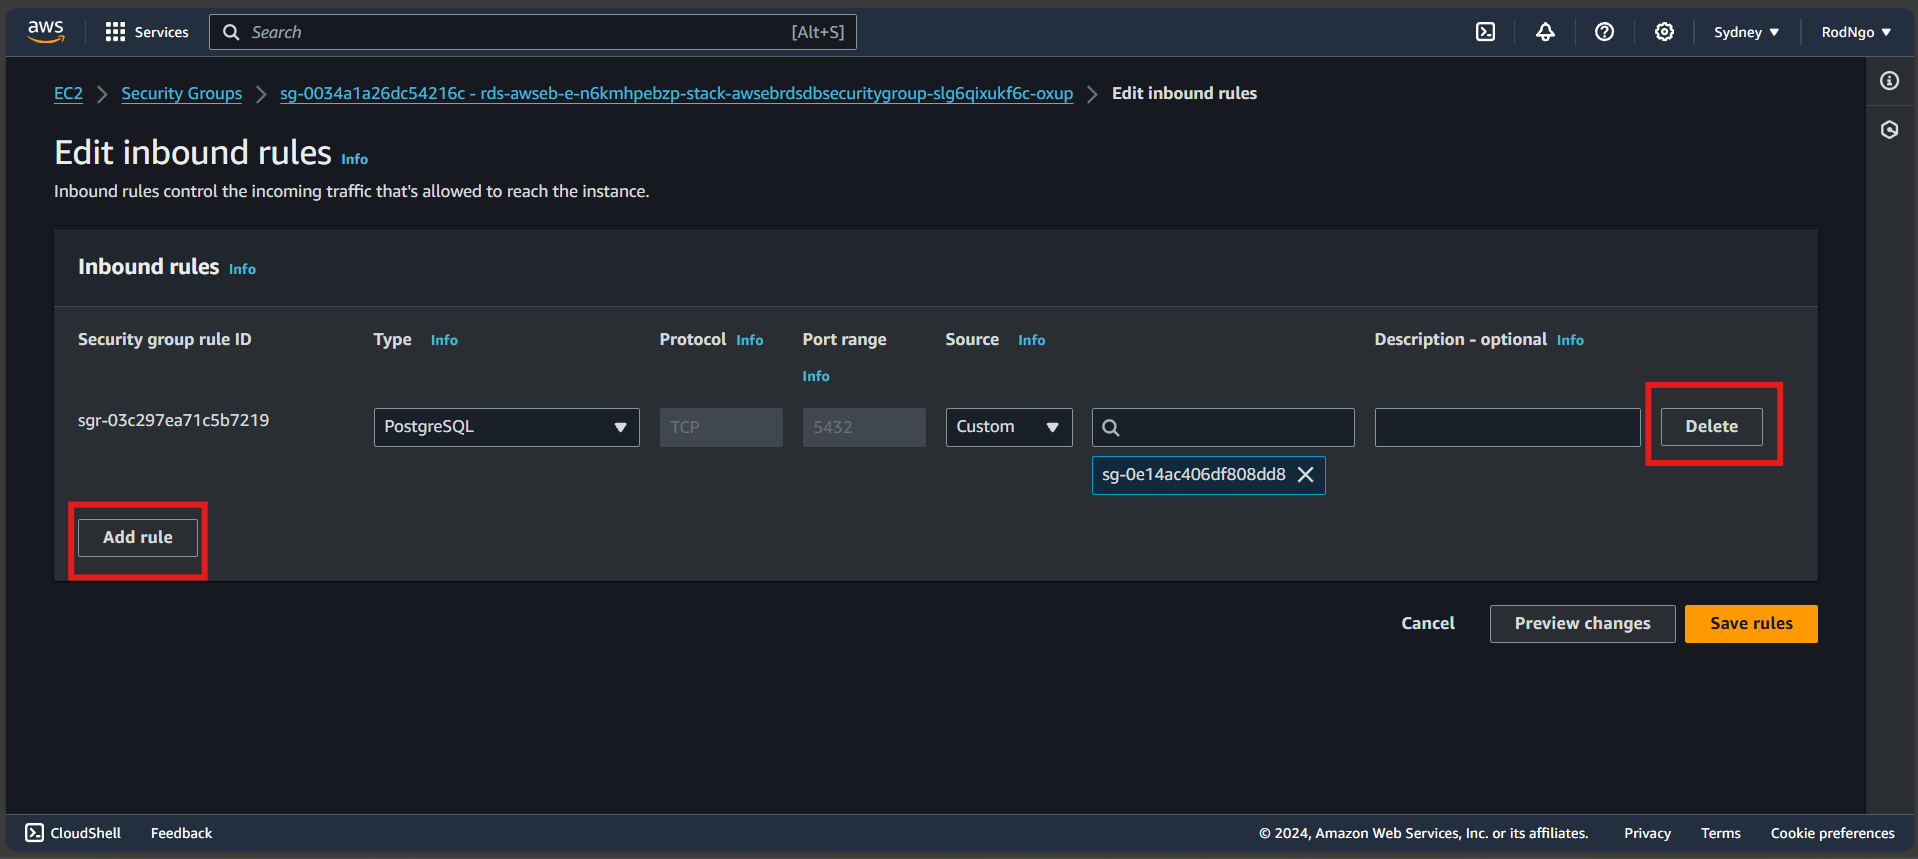 aws Services Search [Alt+S] Sydney RodNgo
EC2 Security Groups sg-0034a1a26dc54216c - rds-awseb-e-n6kmhpebzp-stack-awsebrdsdbsecuritygroup-slg6qixukf6c-oxup Edit inbound rules
Edit inbound rules Info
Inbound rules control the incoming traffic that's allowed to reach the instance.
Inbound rules Info
Security group rule ID Type Info Protocol Info Port range Source Info Description - optional Info
Info
sgr-03c297ea71c5b7219 PostgreSQL TCP 5432 Custom Delete
sg-0e14ac406df808dd8
Add rule
Cancel Preview changes Save rules
CloudShell Feedback © 2024, Amazon Web Services, Inc. or its affiliates. Privacy Terms Cookie preferences